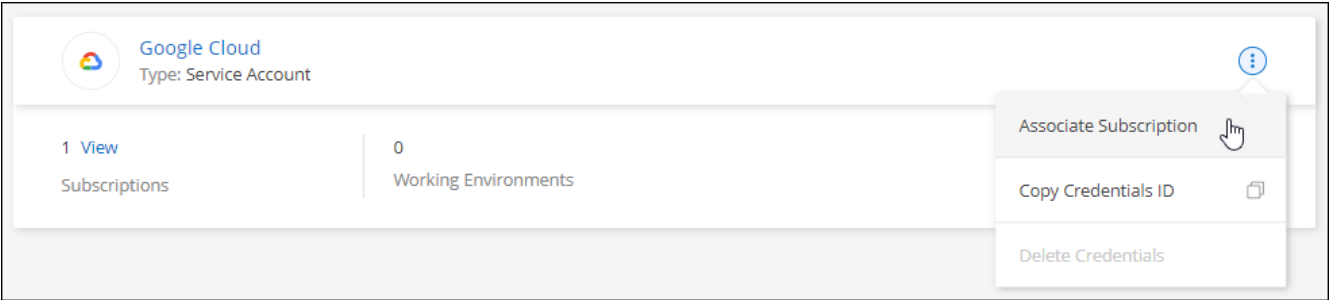 Google Cloud
Type: Service Account
Associate Subscription
1 View
0
Subscriptions
Working Environments
Copy Credentials ID
Delete Credentials